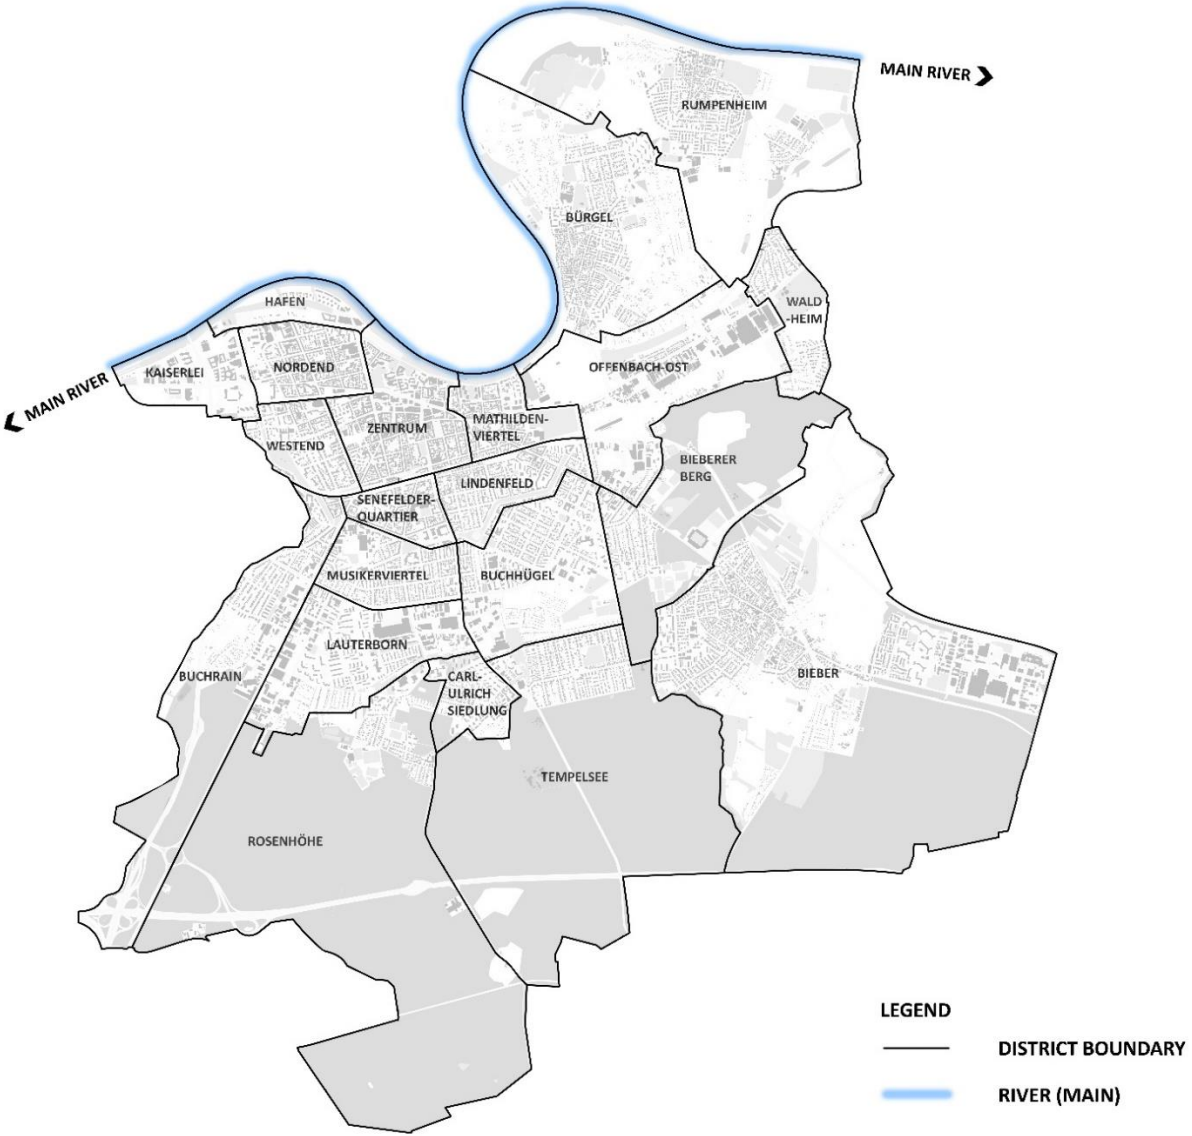 MAIN RIVER
RUMPENHEIM
BÜRGEL
HAFEN
WALD
-HEIM
KAISERLEI
NORDEND
OFFENBACH-OST
MAIN RIVER
ZENTRUM
MATHILDEN-
VIERTEL
WESTEND
BIEBERER
BERG
LINDENFELD
SENEFELDER-
QUARTIER
MUSIKERVIERTEL
BUCHHÜGEL
LAUTERBORN
BUCHRAIN
CARL-
ULRICH
SIEDLUNG
BIEBER
TEMPELSEE
ROSENHÖHE
LEGEND
DISTRICT BOUNDARY
RIVER (MAIN)